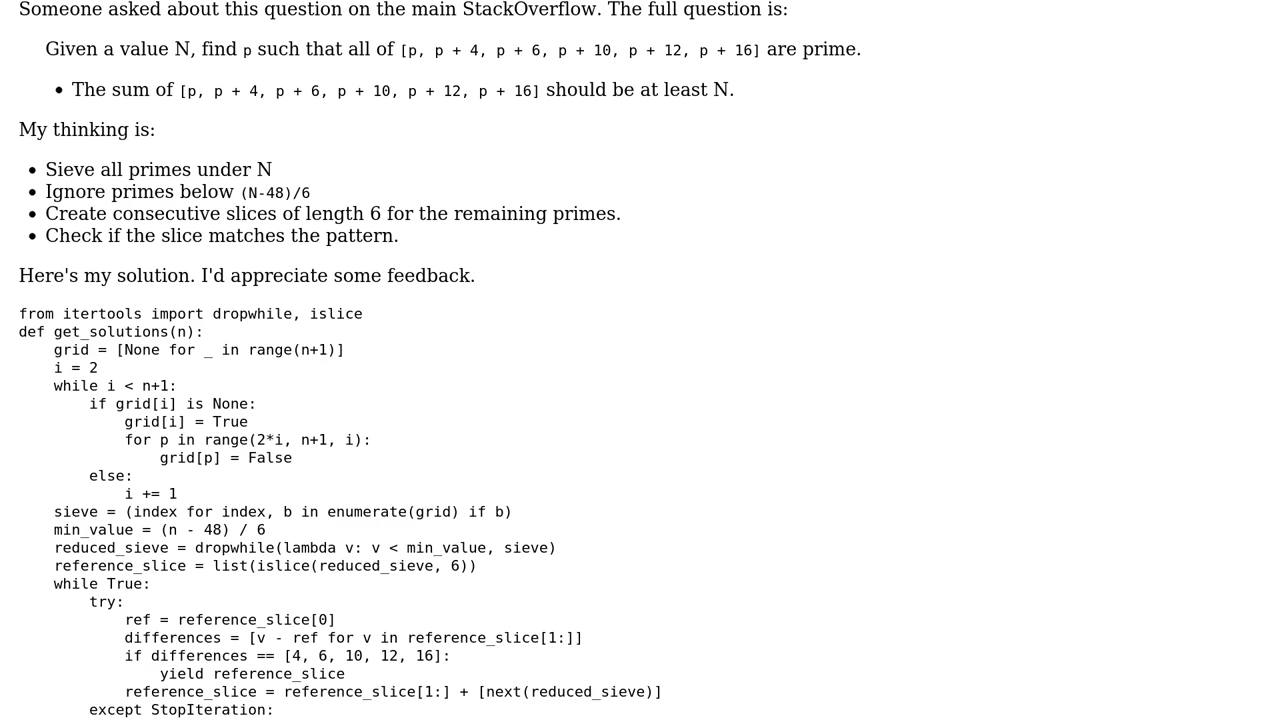 Someone asked about this question on the main StackOverflow. The full question is:
Given a value N, find p such that all of [p, p + 4, p + 6, p + 10, p + 12, p + 16] are prime.
• The sum of [p, p + 4, p + 6, p + 10, p + 12, p + 16] should be at least N.
My thinking is:
• Sieve all primes under N
• Ignore primes below (N-48)/6
• Create consecutive slices of length 6 for the remaining primes.
• Check if the slice matches the pattern.
Here's my solution. I'd appreciate some feedback.
from itertools import dropwhile, islice
def get_solutions(n):
    grid = [None for _ in range(n+1)]
    i = 2
    while i < n+1:
        if grid[i] is None:
            grid[i] = True
            for p in range(2*i, n+1, i):
                grid[p] = False
        else:
            i += 1
    sieve = (index for index, b in enumerate(grid) if b)
    min_value = (n - 48) / 6
    reduced_sieve = dropwhile(lambda v: v < min_value, sieve)
    reference_slice = list(islice(reduced_sieve, 6))
    while True:
        try:
            ref = reference_slice[0]
            differences = [v - ref for v in reference_slice[1:]]
            if differences == [4, 6, 10, 12, 16]:
                yield reference_slice
            reference_slice = reference_slice[1:] + [next(reduced_sieve)]
        except StopIteration: